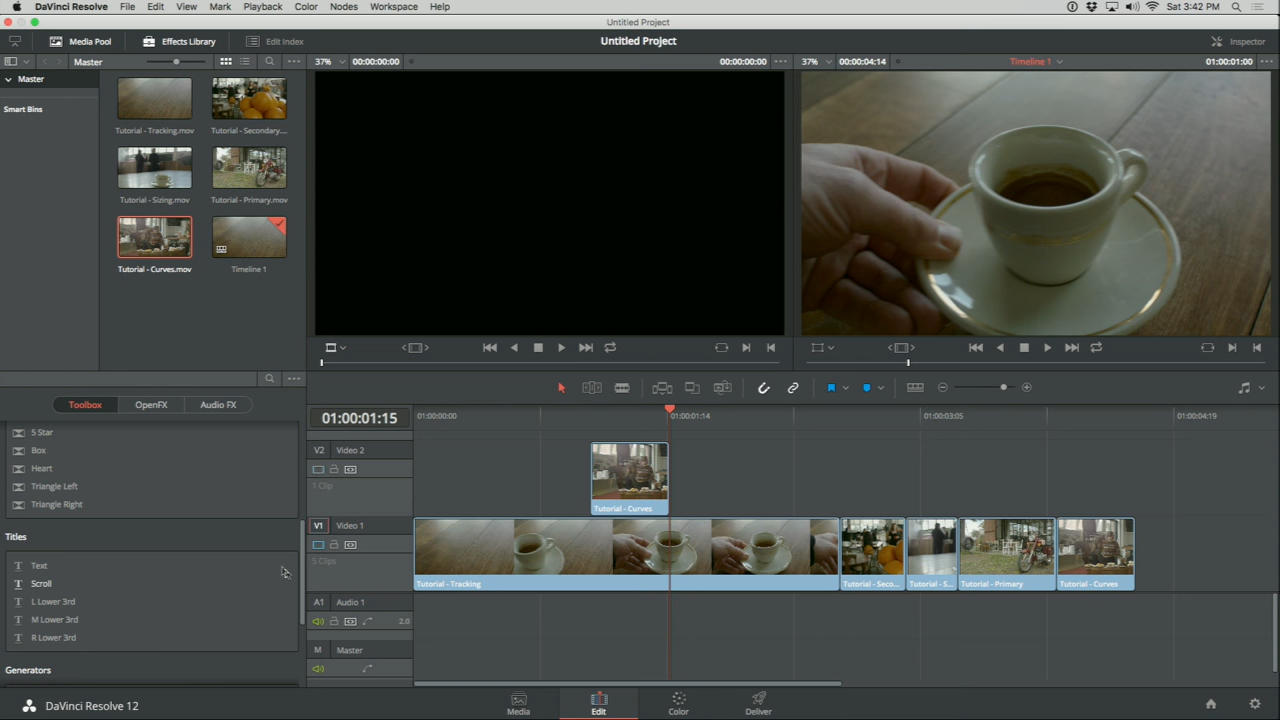 DaVinci Resolve File Edit View Mark Playback Color Nodes Workspace Help Sat 3:42 PM
Untitled Project
Media Pool Effects Library Edit Index Untitled Project Inspector
Master 37% 00:00:00:00 00:00:00:00 37% 00:00:04:14 Timeline 1 01:00:01:00
Master
Smart Bins
Tutorial - Tracking.mov Tutorial - Secondary....
Tutorial - Sizing.mov Tutorial - Primary.mov
Tutorial - Curves.mov Timeline 1
Toolbox OpenFX Audio FX
5 Star
Box
Heart
Triangle Left
Triangle Right
Titles
Text
Scroll
L Lower 3rd
M Lower 3rd
R Lower 3rd
Generators
01:00:01:15 01:00:00:00 01:00:01:14 01:00:03:05 01:00:04:19
V2 Video 2
1 Clip
Tutorial - Curves
V1 Video 1
5 Clips
Tutorial - Tracking Tutorial - Seco... Tutorial - S... Tutorial - Primary Tutorial - Curves
A1 Audio 1
2.0
M Master
DaVinci Resolve 12 Media Edit Color Deliver